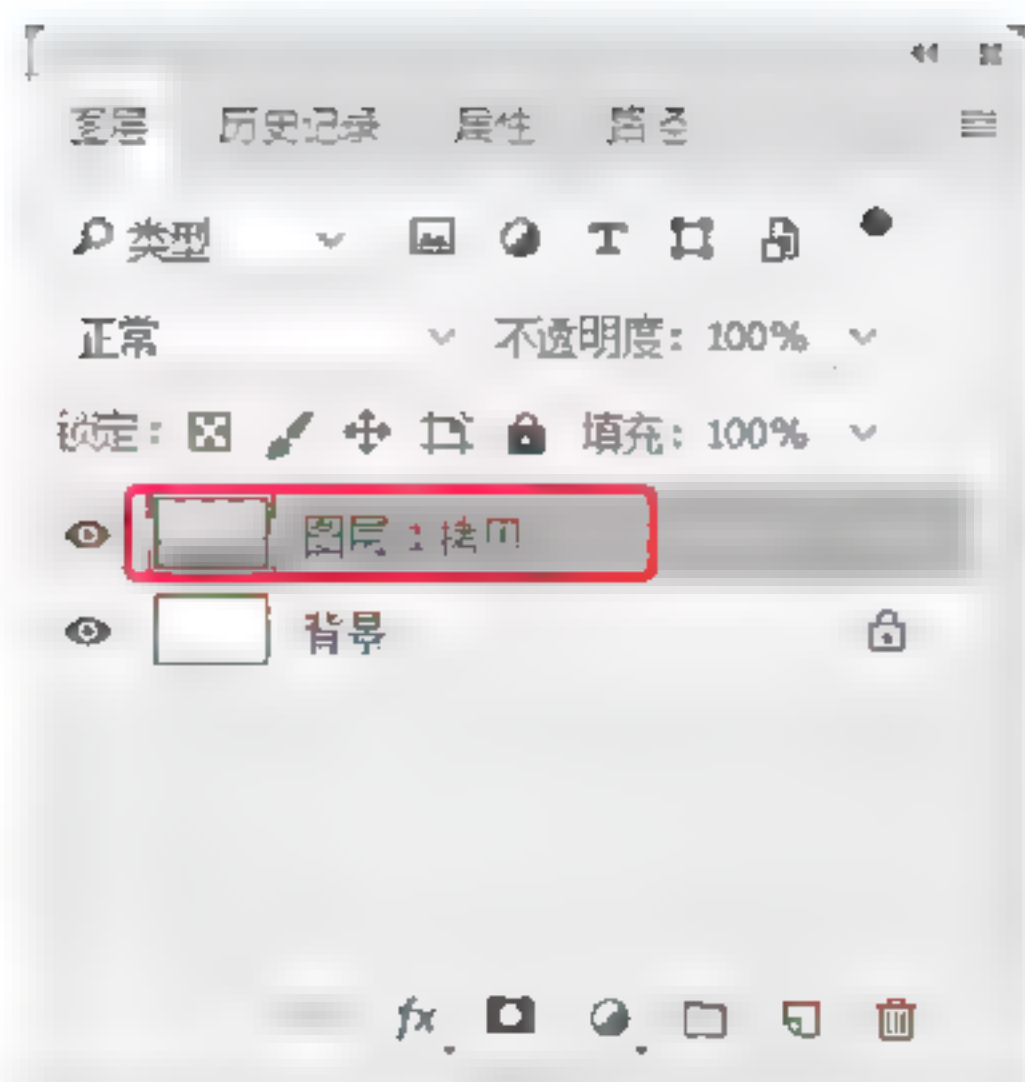 图层 历史记录 属性 路径
类型 T
正常 不透明度: 100%
锁定: 填充: 100%
图层 1 拷贝
背景
fx